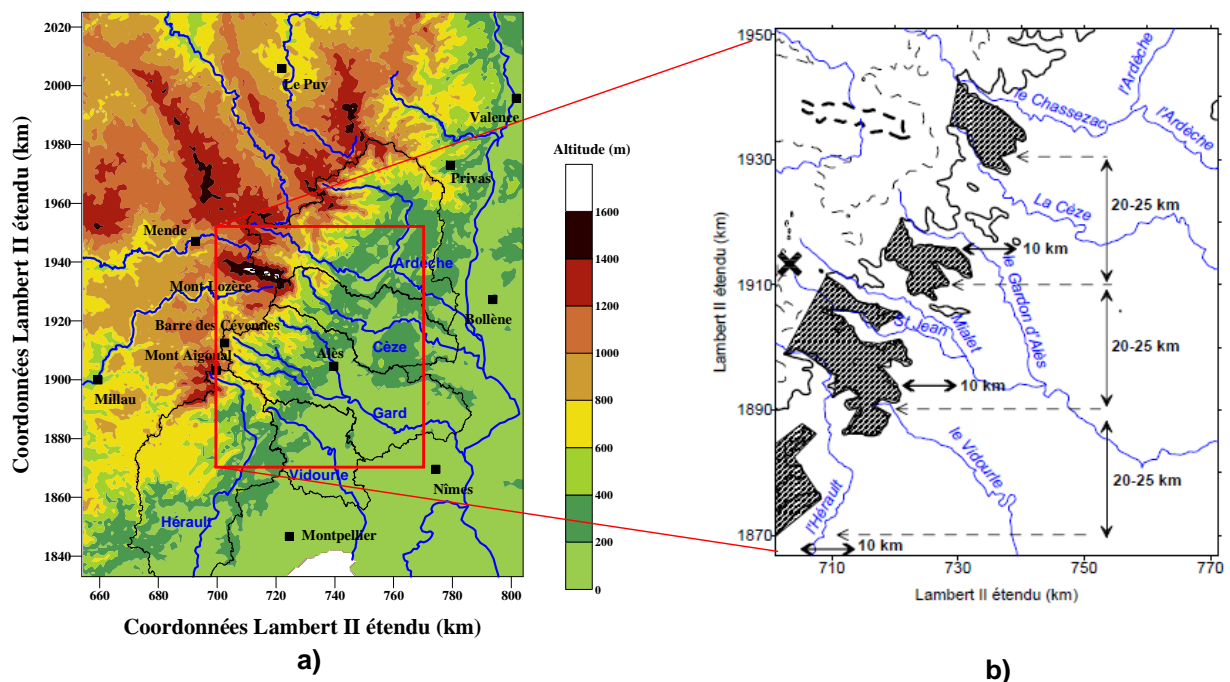 Coordonnées Lambert II étendu (km)
2020
2000
1980
1960
1940
1920
1900
1880
1860
1840
Le Puy
Valence
Privas
Mende
Ardèche
Mont Lozère
Bollène
Barre des Cévennes
Mont Aigoual
Alès
Cèze
Millau
Gard
Vidourle
Nîmes
Hérault
Montpellier
660
680
700
720
740
760
780
800
Coordonnées Lambert II étendu (km)
a)
Altitude (m)
1600
1400
1200
1000
800
600
400
200
0
Lambert II étendu (km)
1950
1930
1910
1890
1870
l'Ardèche
le Chassezac
l'Ardèche
La Cèze
20-25 km
10 km
le Gardon d'Alès
Mialet
St Jean
20-25 km
10 km
le Vidourle
20-25 km
l'Hérault
10 km
710
730
750
770
Lambert II étendu (km)
b)